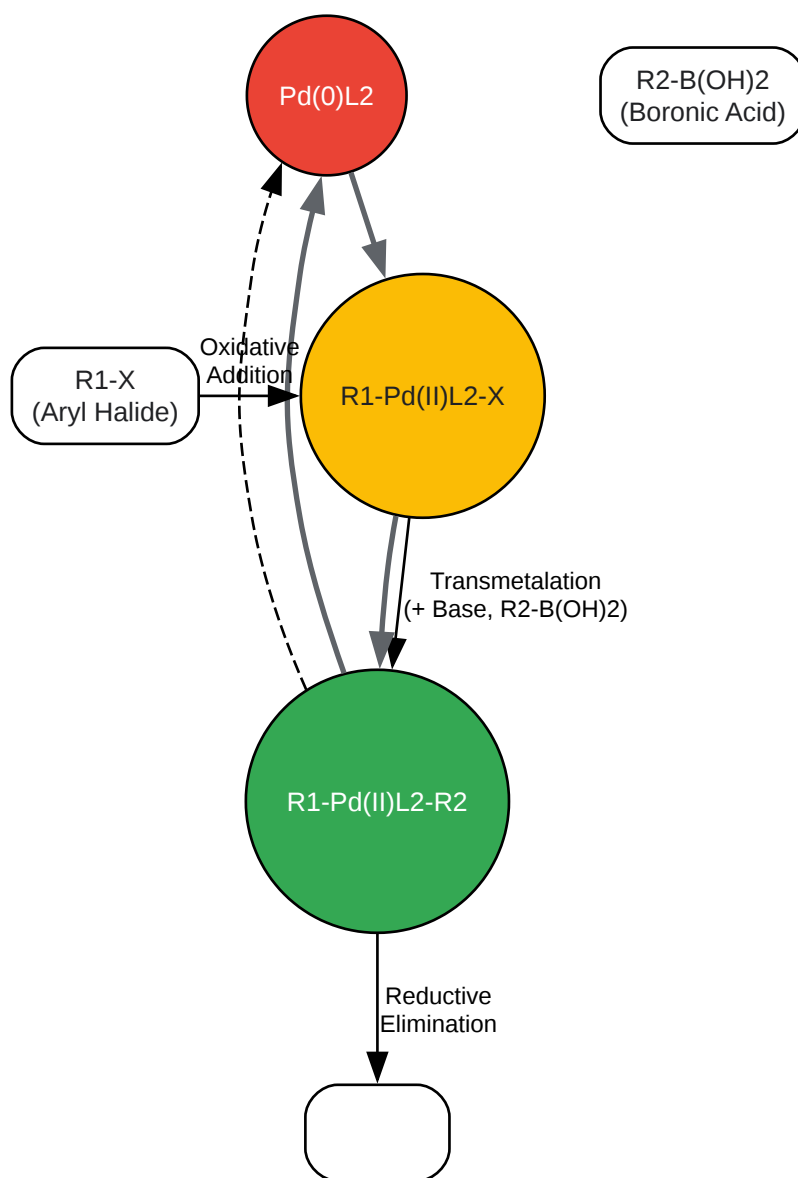 Pd(0)L2
R2-B(OH)2
(Boronic Acid)
Oxidative
Addition
R1-X
(Aryl Halide)
R1-Pd(II)L2-X
Transmetalation
(+ Base, R2-B(OH)2)
R1-Pd(II)L2-R2
Reductive
Elimination